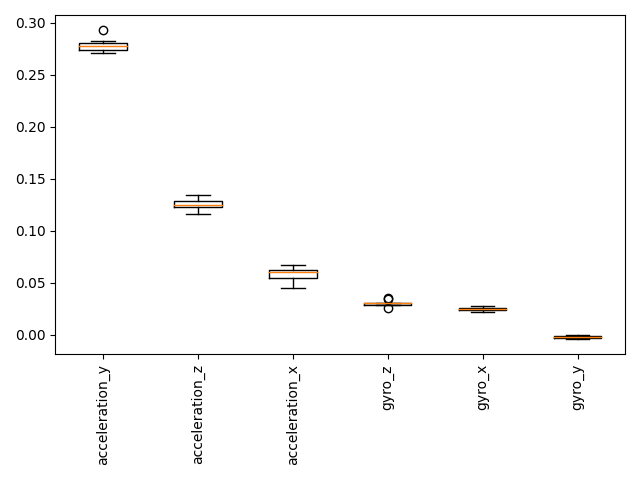 0.30
0.25
0.20
0.15
0.10
0.05
0.00
acceleration_y
acceleration_z
acceleration_x
gyro_z
gyro_x
gyro_y